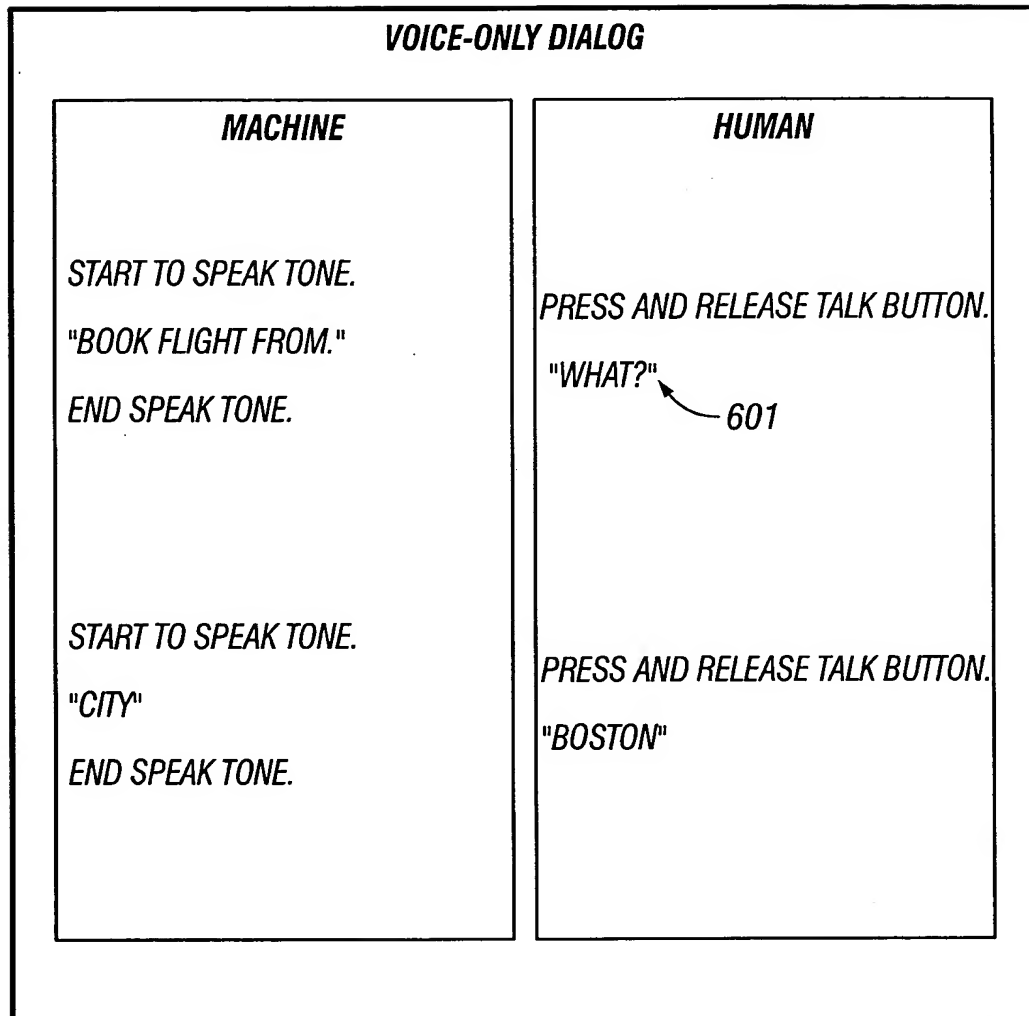 VOICE-ONLY DIALOG
MACHINE
START TO SPEAK TONE.
"BOOK FLIGHT FROM."
END SPEAK TONE.
START TO SPEAK TONE.
"CITY"
END SPEAK TONE.
HUMAN
PRESS AND RELEASE TALK BUTTON.
"WHAT?"
601
PRESS AND RELEASE TALK BUTTON.
"BOSTON"